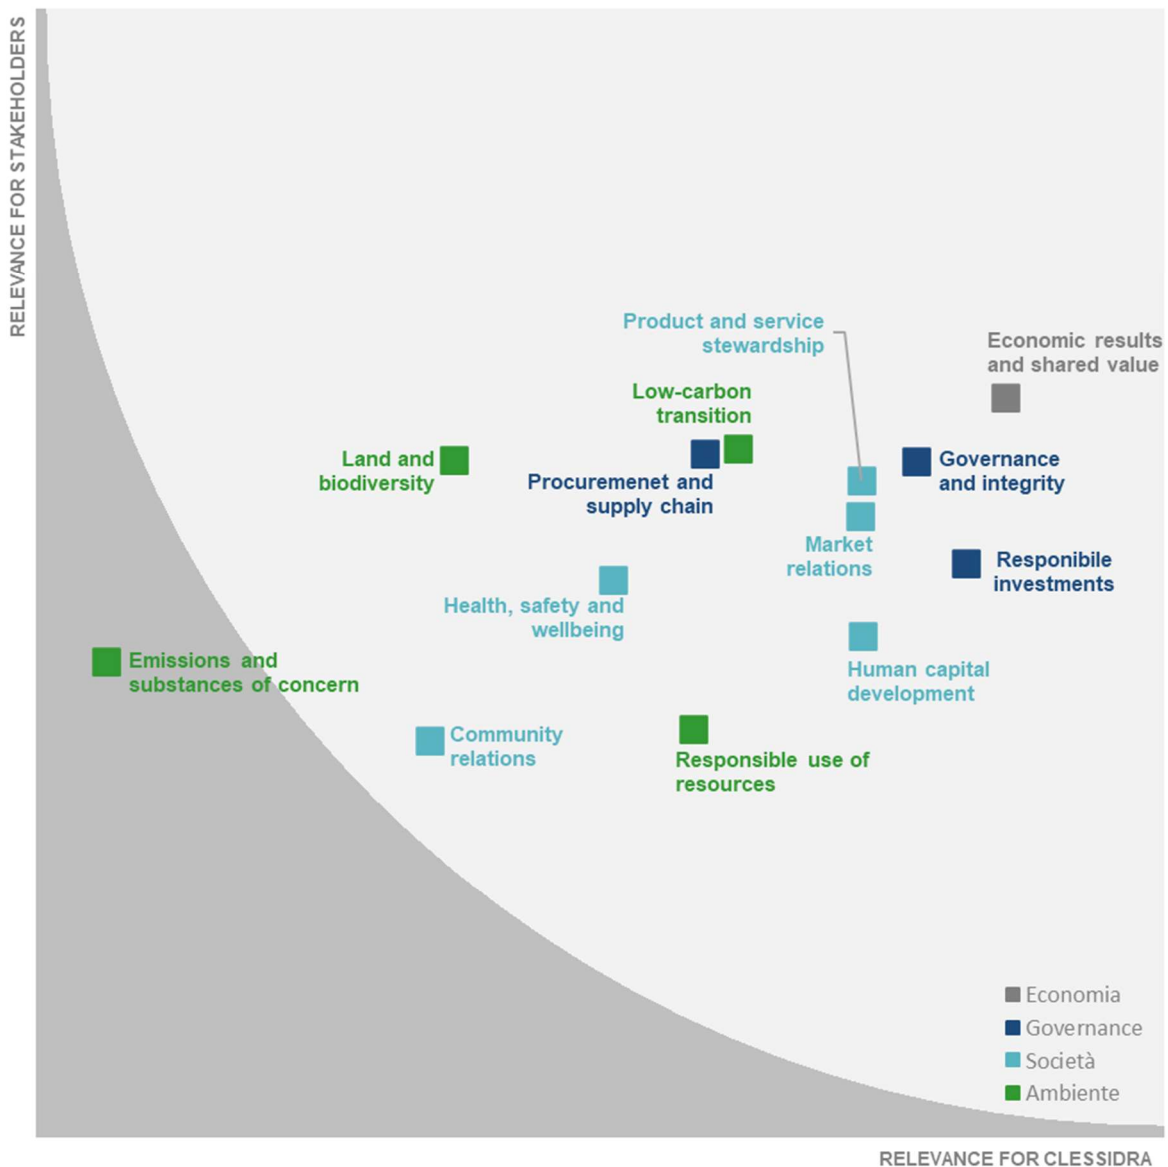 RELEVANCE FOR STAKEHOLDERS
Product and service
stewardship
Economic results
and shared value
Low-carbon
transition
Land and
biodiversity
Procuremenet and
supply chain
Governance
and integrity
Market
relations
Responibile
investments
Health, safety and
wellbeing
Emissions and
substances of concern
Human capital
development
Community
relations
Responsible use of
resources
Economia
Governance
Società
Ambiente
RELEVANCE FOR CLESSIDRA